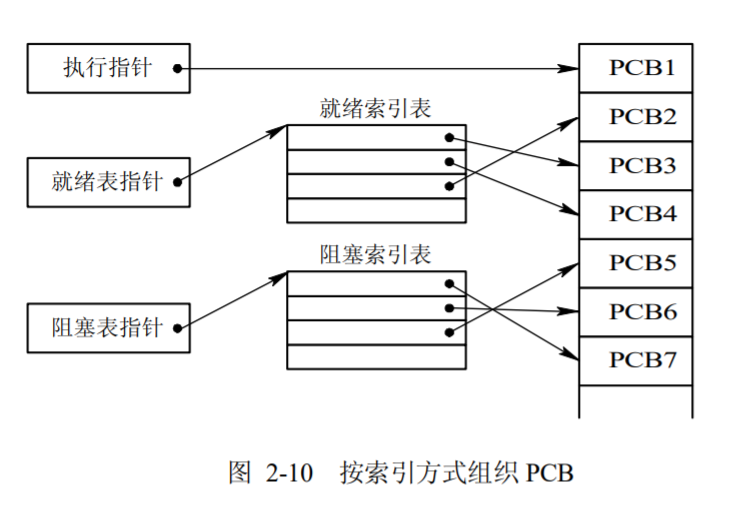 执行指针
PCB1
就绪索引表
PCB2
PCB3
就绪表指针
PCB4
阻塞索引表
PCB5
PCB6
阻塞表指针
PCB7
图 2-10 按索引方式组织 PCB